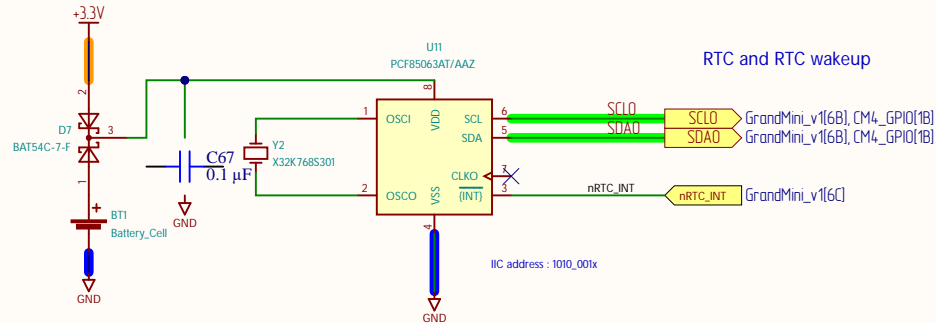 +3.3V
2
D7
BAT54C-7-F
3
1
BT1
Battery_Cell
+
GND
C67
0.1 µF
GND
Y2
X32K768S301
U11
PCF85063AT/AAZ
1
OSCI
2
OSCO
8
VDD
VSS
4
SCL
6
SDA
5
CLKO
7
(INT)
3
GND
RTC and RTC wakeup
SCL0
SCL0
GrandMini_v1[6B], CM4_GPIO[1B]
SDA0
SDA0
GrandMini_v1[6B], CM4_GPIO[1B]
nRTC_INT
nRTC_INT
GrandMini_v1[6C]
IIC address : 1010_001x